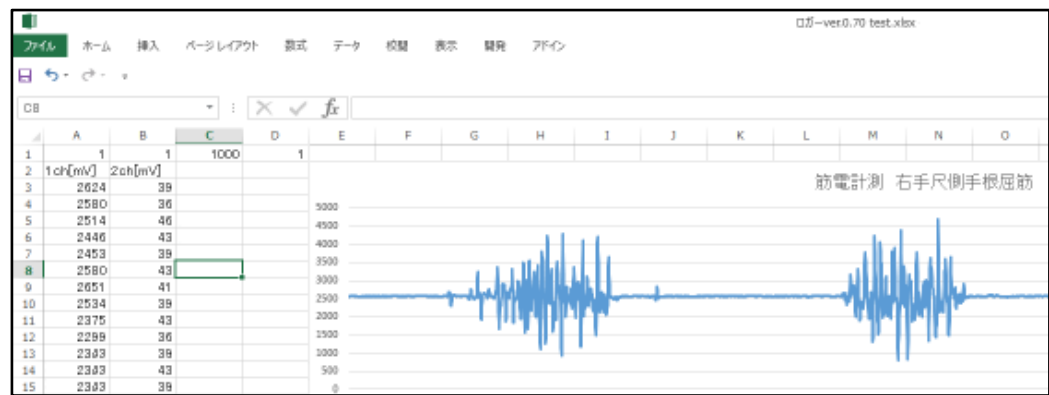 ロガーver.0.70 test.xlsx
ファイル ホーム 挿入 ページ レイアウト 数式 データ 校閲 表示 開発 アドイン
C8 fx
A B C D E F G H I J K L M N O
1 1 1 1000 1
2 1ch[mV] 2ch[mV]
筋電計測 右手尺側手根屈筋
3 2624 39
4 2580 36
5 2514 46
6 2446 43
7 2453 39
8 2580 43
9 2651 41
10 2534 39
11 2375 43
12 2299 36
13 2343 39
14 2343 43
15 2343 39
5000
4500
4000
3500
3000
2500
2000
1500
1000
500
0